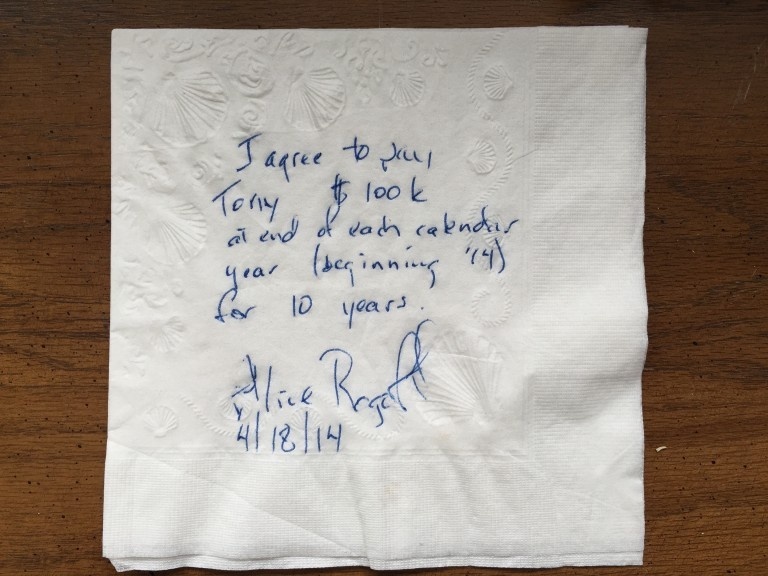 I agree to pay
Tony $100k
at end of each calendar
year (beginning '14)
for 10 years.
Alice Rogoff
4/18/14